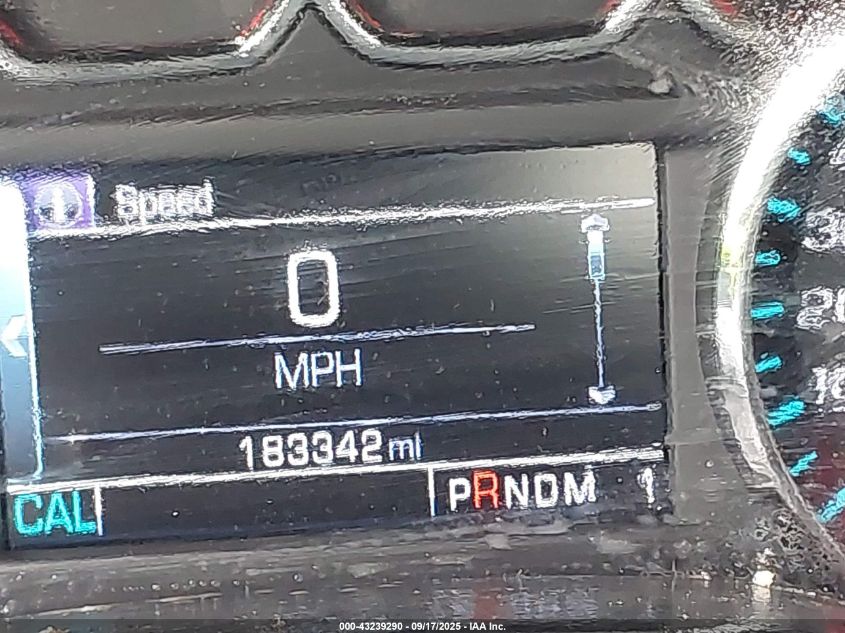 Speed
0
MPH
183342 mi
CAL PRNDM 1
000-43239290 - 09/17/2025 - IAA Inc.